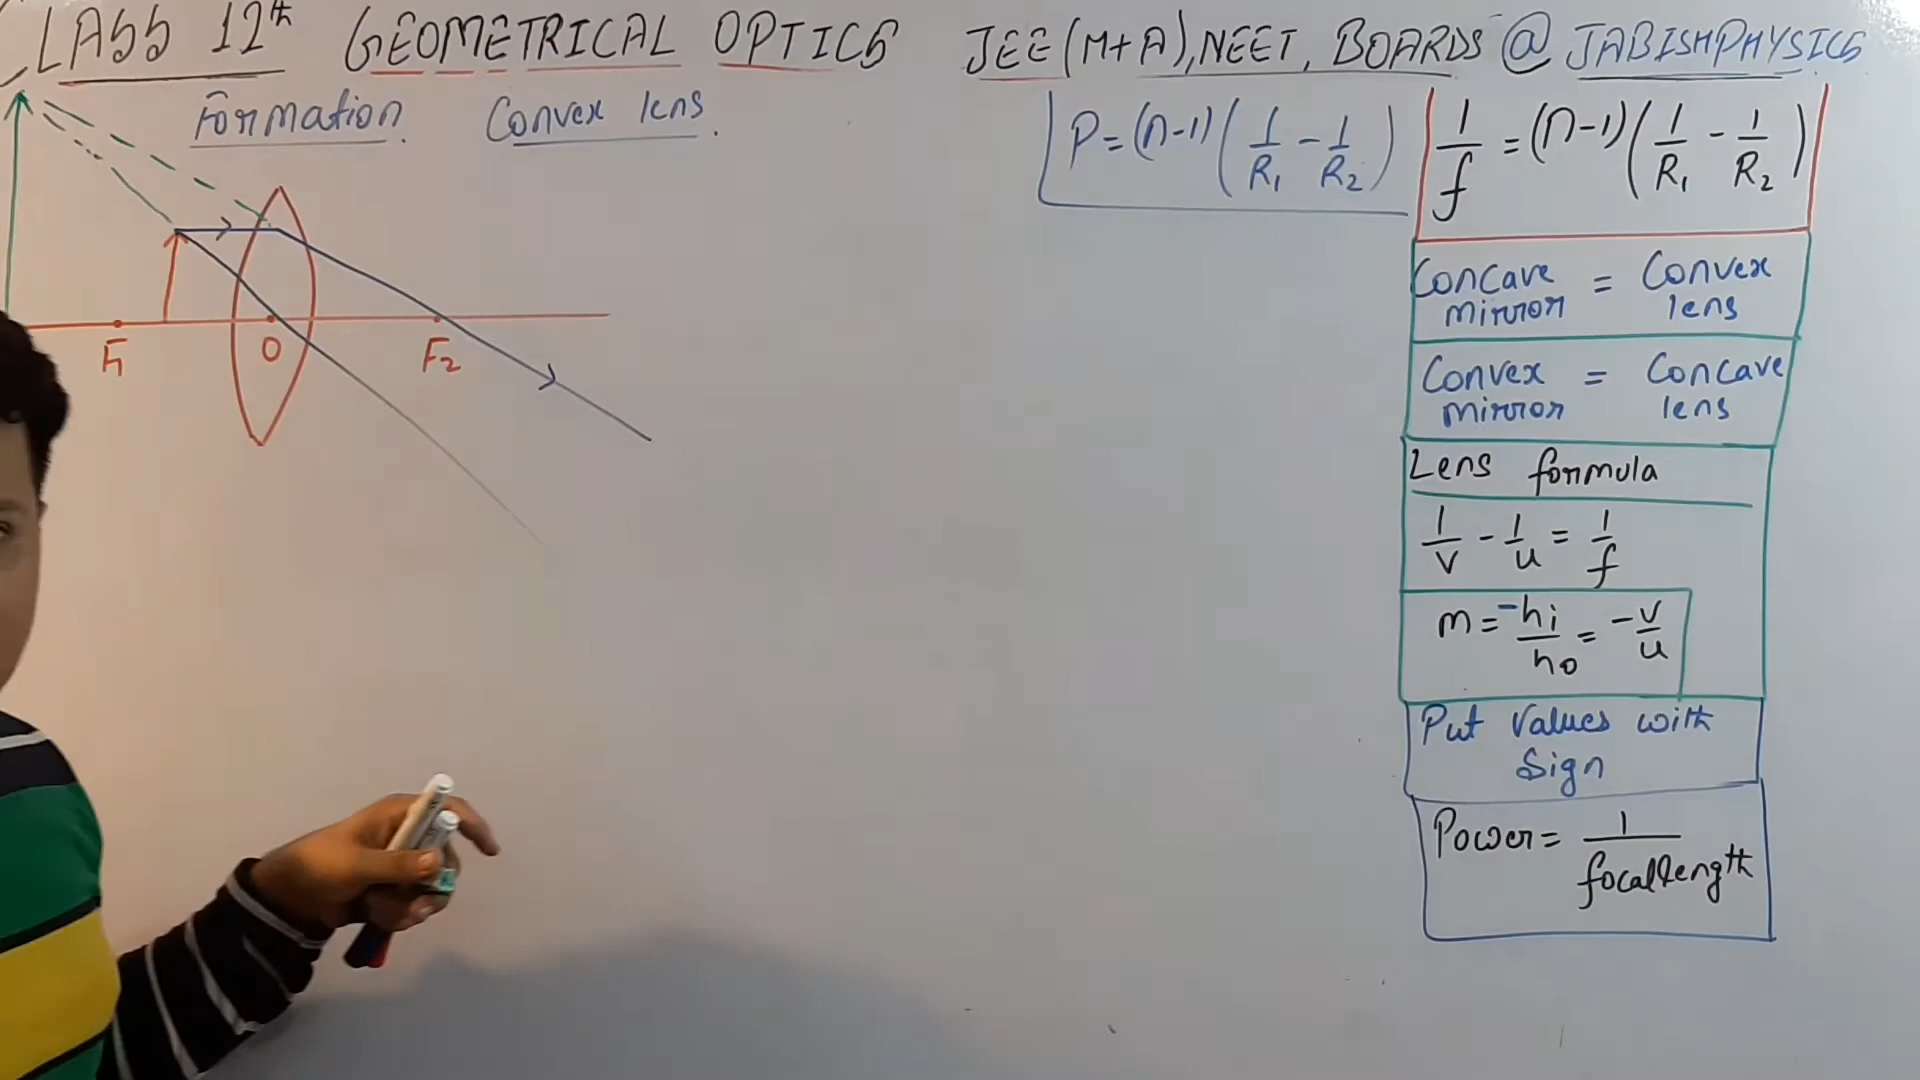 CLASS 12th GEOMETRICAL OPTICS JEE(M+A),NEET, BOARDS @ JABISHPHYSICS
Formation Convex lens.
F1
O
F2
P=(n-1)(1/R1 - 1/R2)
1/f =(n-1)(1/R1 - 1/R2)
Concave mirror = Convex lens
Convex mirror = Concave lens
Lens formula
1/v - 1/u = 1/f
m = -hi/ho = -v/u
Put values with
Sign
Power= 1/focal length